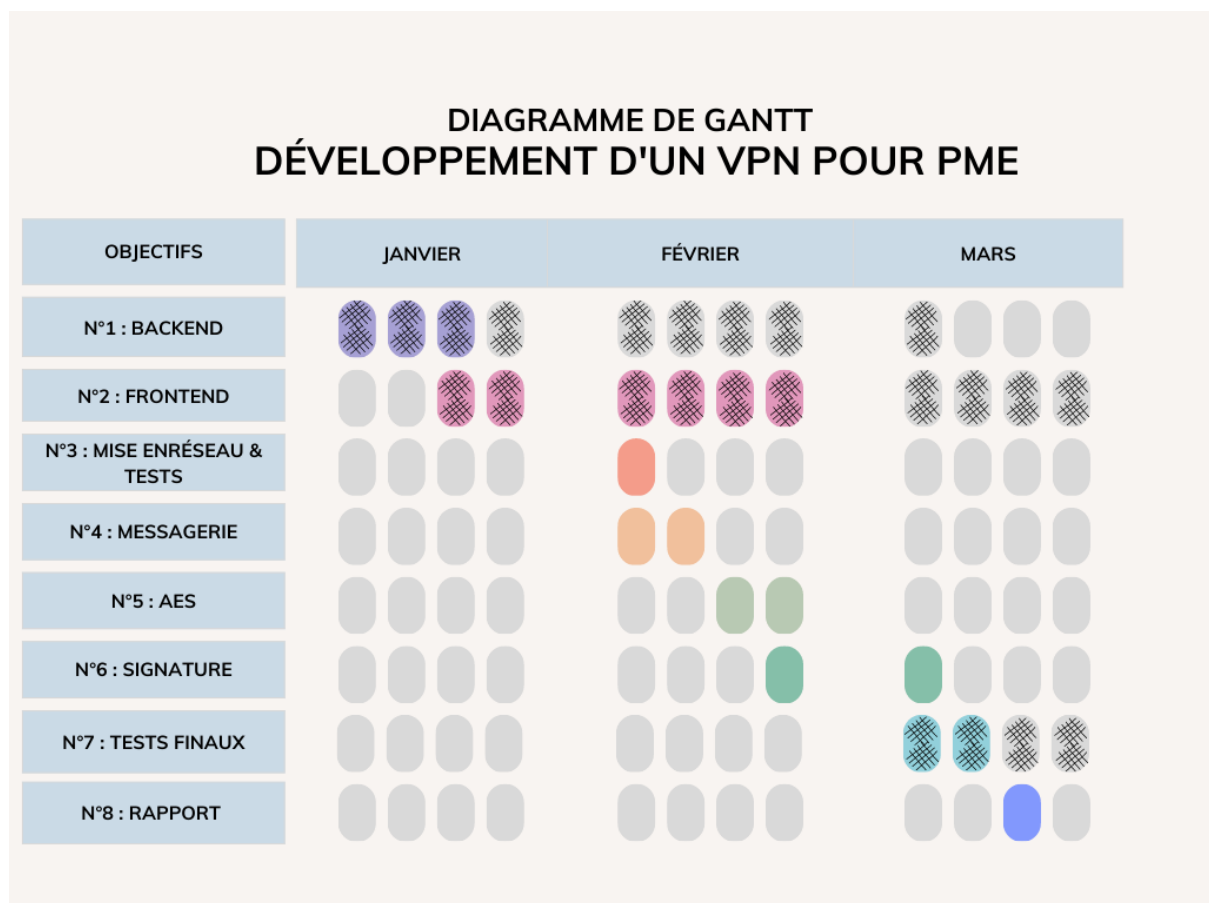 DIAGRAMME DE GANTT
DÉVELOPPEMENT D'UN VPN POUR PME
OBJECTIFS
JANVIER
FÉVRIER
MARS
N°1 : BACKEND
N°2 : FRONTEND
N°3 : MISE ENRÉSEAU &
TESTS
N°4 : MESSAGERIE
N°5 : AES
N°6 : SIGNATURE
N°7 : TESTS FINAUX
N°8 : RAPPORT